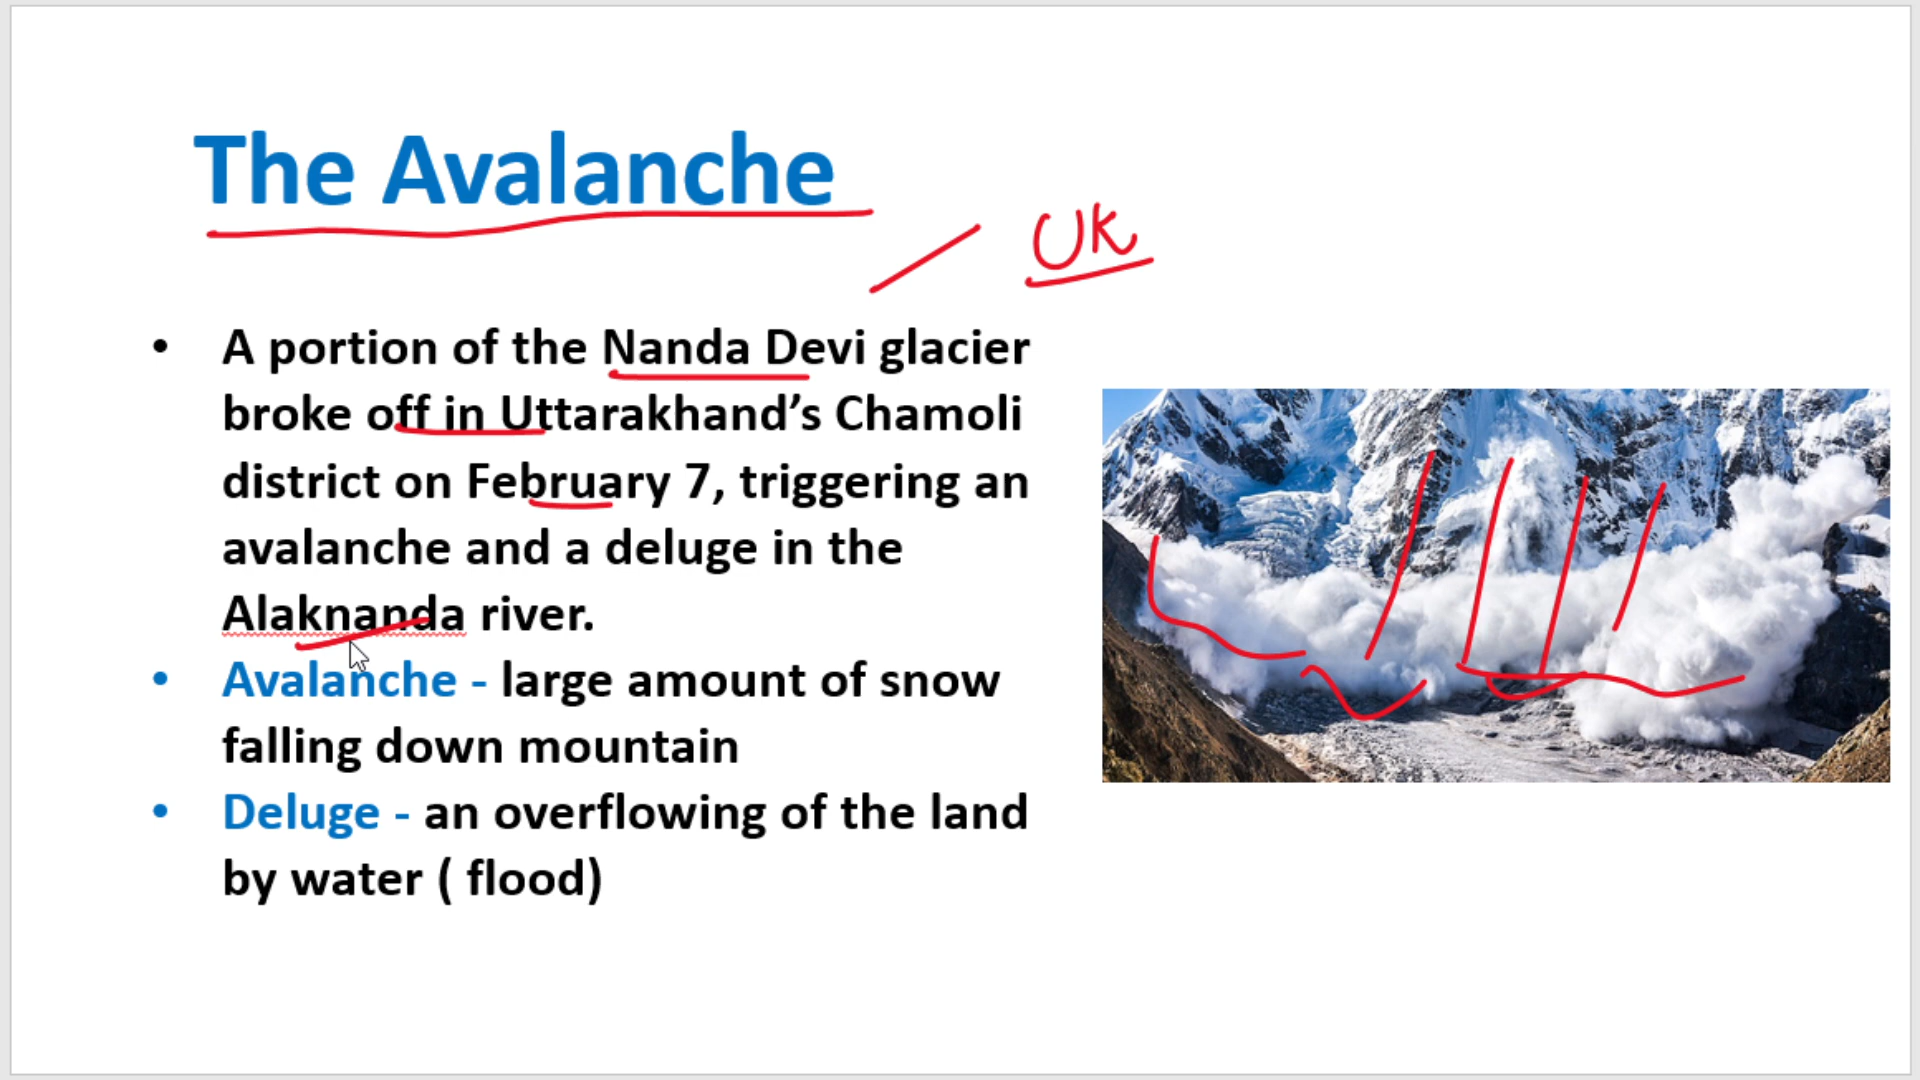 The Avalanche
UK
• A portion of the Nanda Devi glacier
broke off in Uttarakhand’s Chamoli
district on February 7, triggering an
avalanche and a deluge in the
Alaknanda river.
• Avalanche - large amount of snow
falling down mountain
• Deluge - an overflowing of the land
by water ( flood)